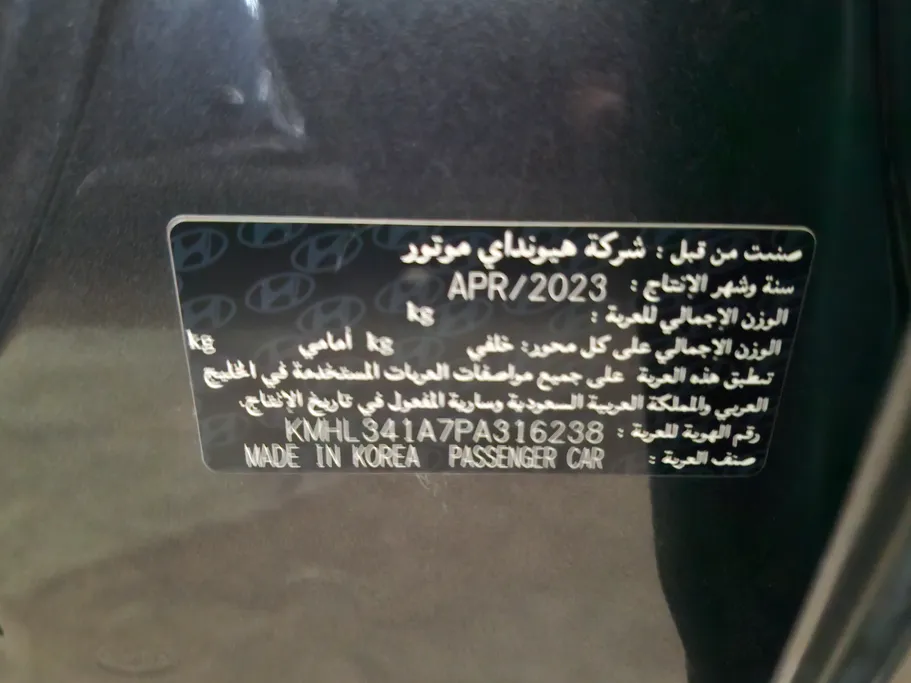 صنعت من قبل : شركة هيونداي موتور
سنة وشهر الإنتاج : APR/2023
الوزن الإجمالي للعربة : kg
الوزن الإجمالي على كل محور: خلفي kg أمامي kg
تطبق هذه العربة على جميع مواصفات العربات المستخدمة في الخليج
العربي والمملكة العربية السعودية وسارية المفعول في تاريخ الإنتاج.
رقم الهوية للعربة : KMHL341A7PA316238
صنف العربة : MADE IN KOREA PASSENGER CAR